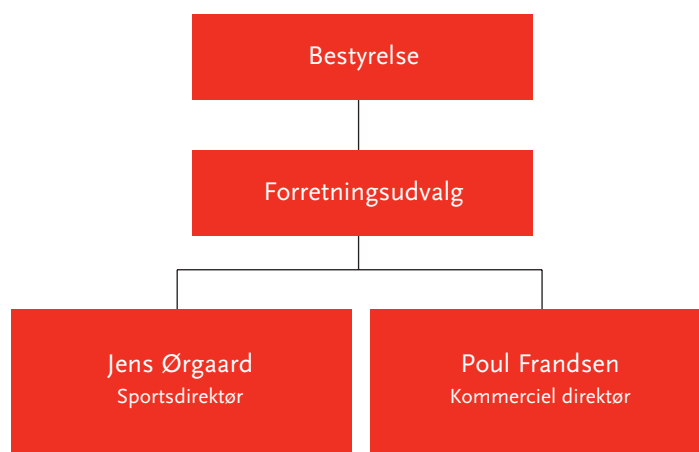 Bestyrelse
Forretningsudvalg
Jens Ørgaard
Sportsdirektør
Poul Frandsen
Kommerciel direktør